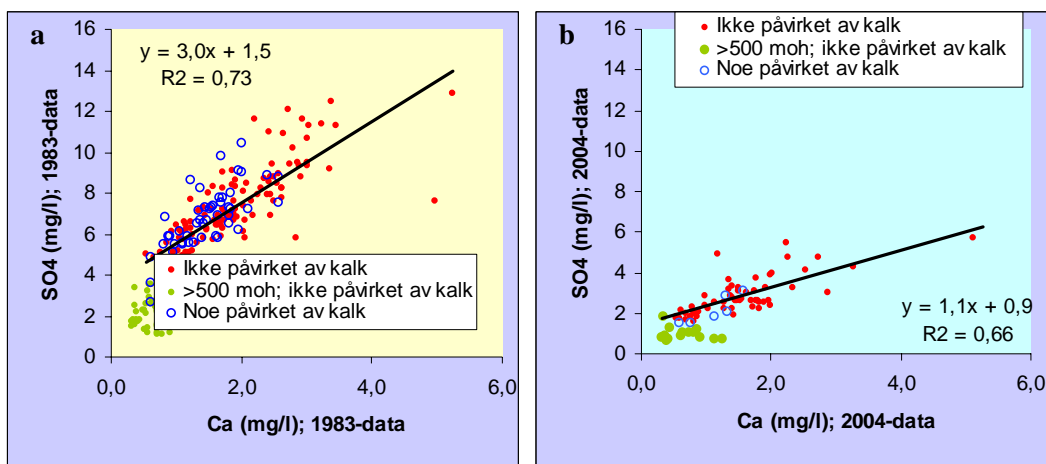 a
y = 3,0x + 1,5
R2 = 0,73
SO4 (mg/l); 1983-data
16
14
12
10
8
6
4
2
0
Ikke påvirket av kalk
>500 moh; ikke påvirket av kalk
Noe påvirket av kalk
0,0 2,0 4,0 6,0
Ca (mg/l); 1983-data
b
Ikke påvirket av kalk
>500 moh; ikke påvirket av kalk
Noe påvirket av kalk
SO4 (mg/l); 2004-data
16
14
12
10
8
6
4
2
0
y = 1,1x + 0,9
R2 = 0,66
0,0 2,0 4,0 6,0
Ca (mg/l); 2004-data